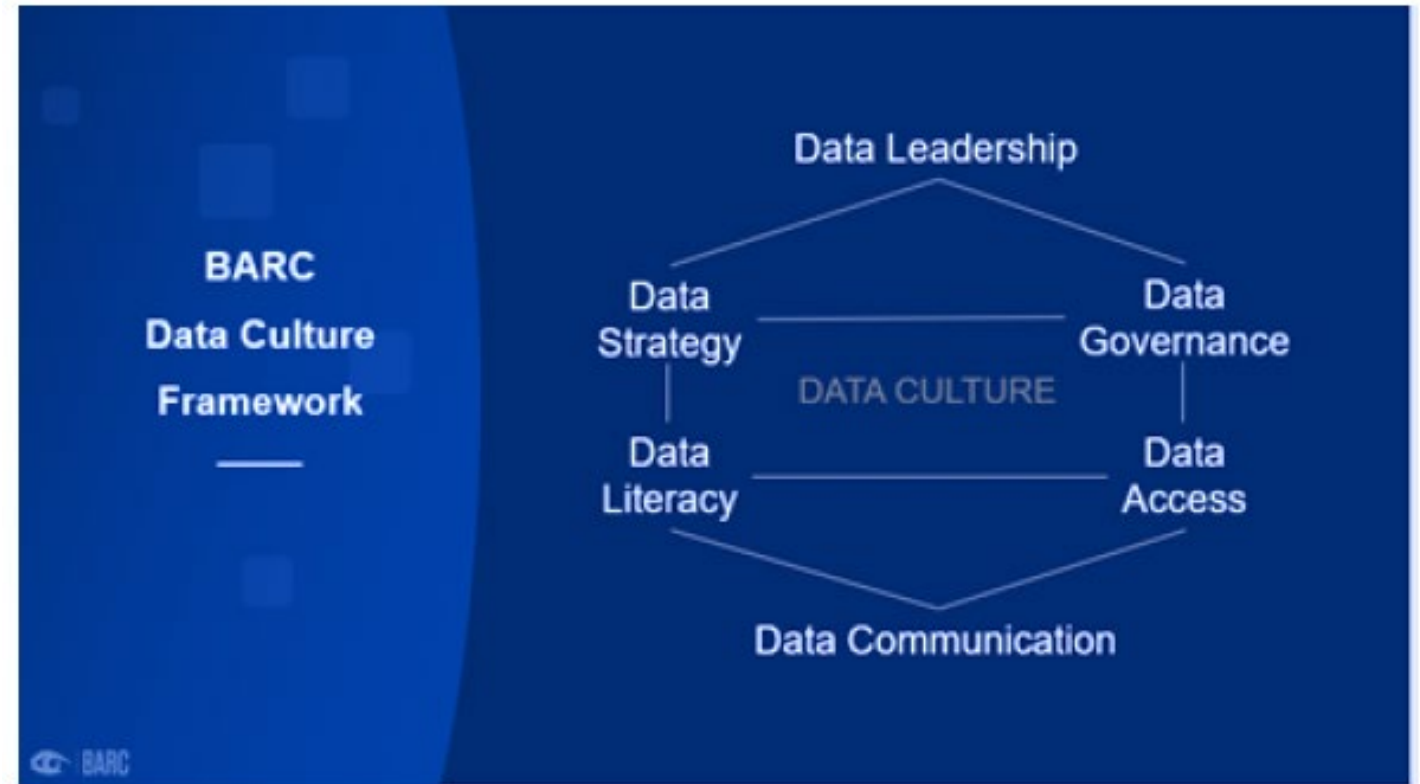 BARC
Data Culture
Framework
Data Leadership
Data
Strategy
Data
Governance
DATA CULTURE
Data
Literacy
Data
Access
Data Communication
BARC